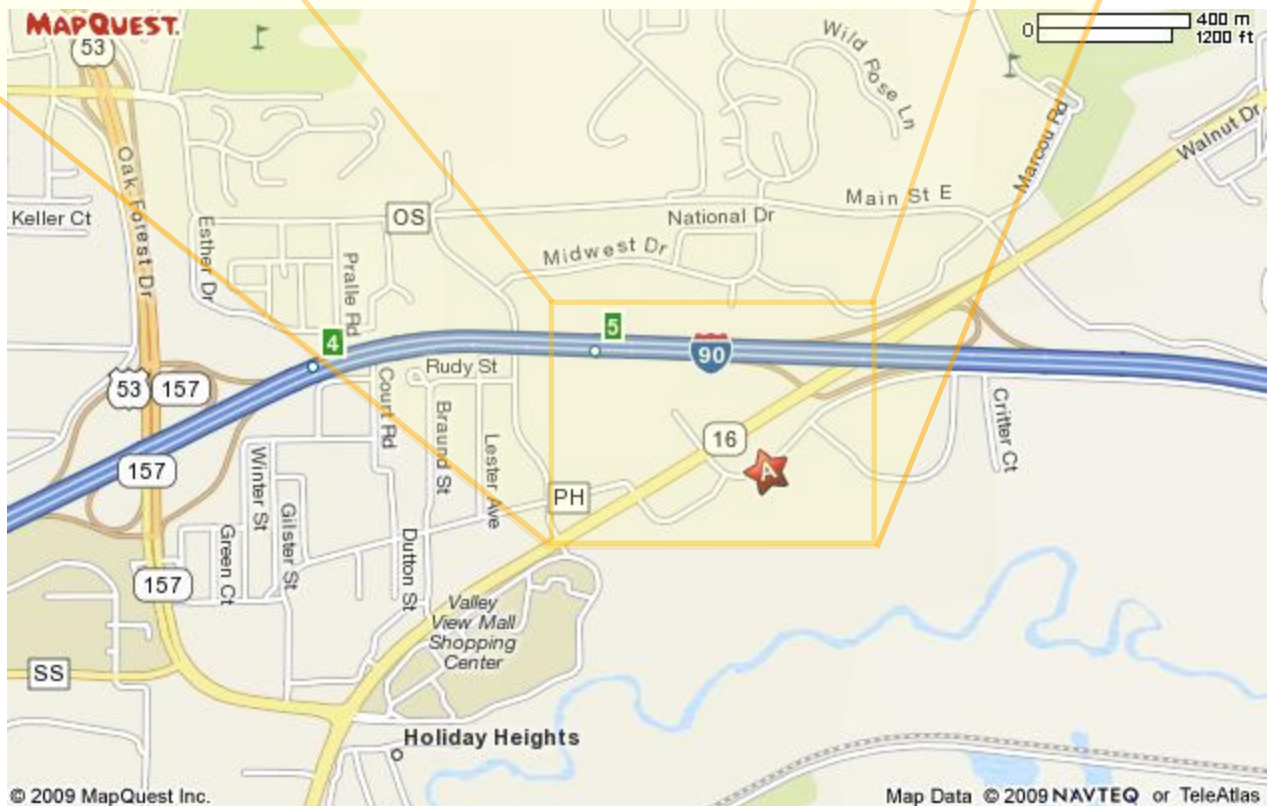 MAPQUEST.
0
400 m
1200 ft
53
Wild Rose Ln
Oak Forest Dr
Marcou Rd
Walnut Dr
Keller Ct
OS
Main St E
National Dr
Midwest Dr
Esther Dr
Pralle Rd
4
5
90
Rudy St
53
157
Court Rd
Braund St
Lester Ave
Critter Ct
16
A
157
Winter St
Gilster St
Green Ct
PH
Dutton St
157
Valley
View Mall
Shopping
Center
SS
Holiday Heights
© 2009 MapQuest Inc.
Map Data © 2009 NAVTEQ or TeleAtlas